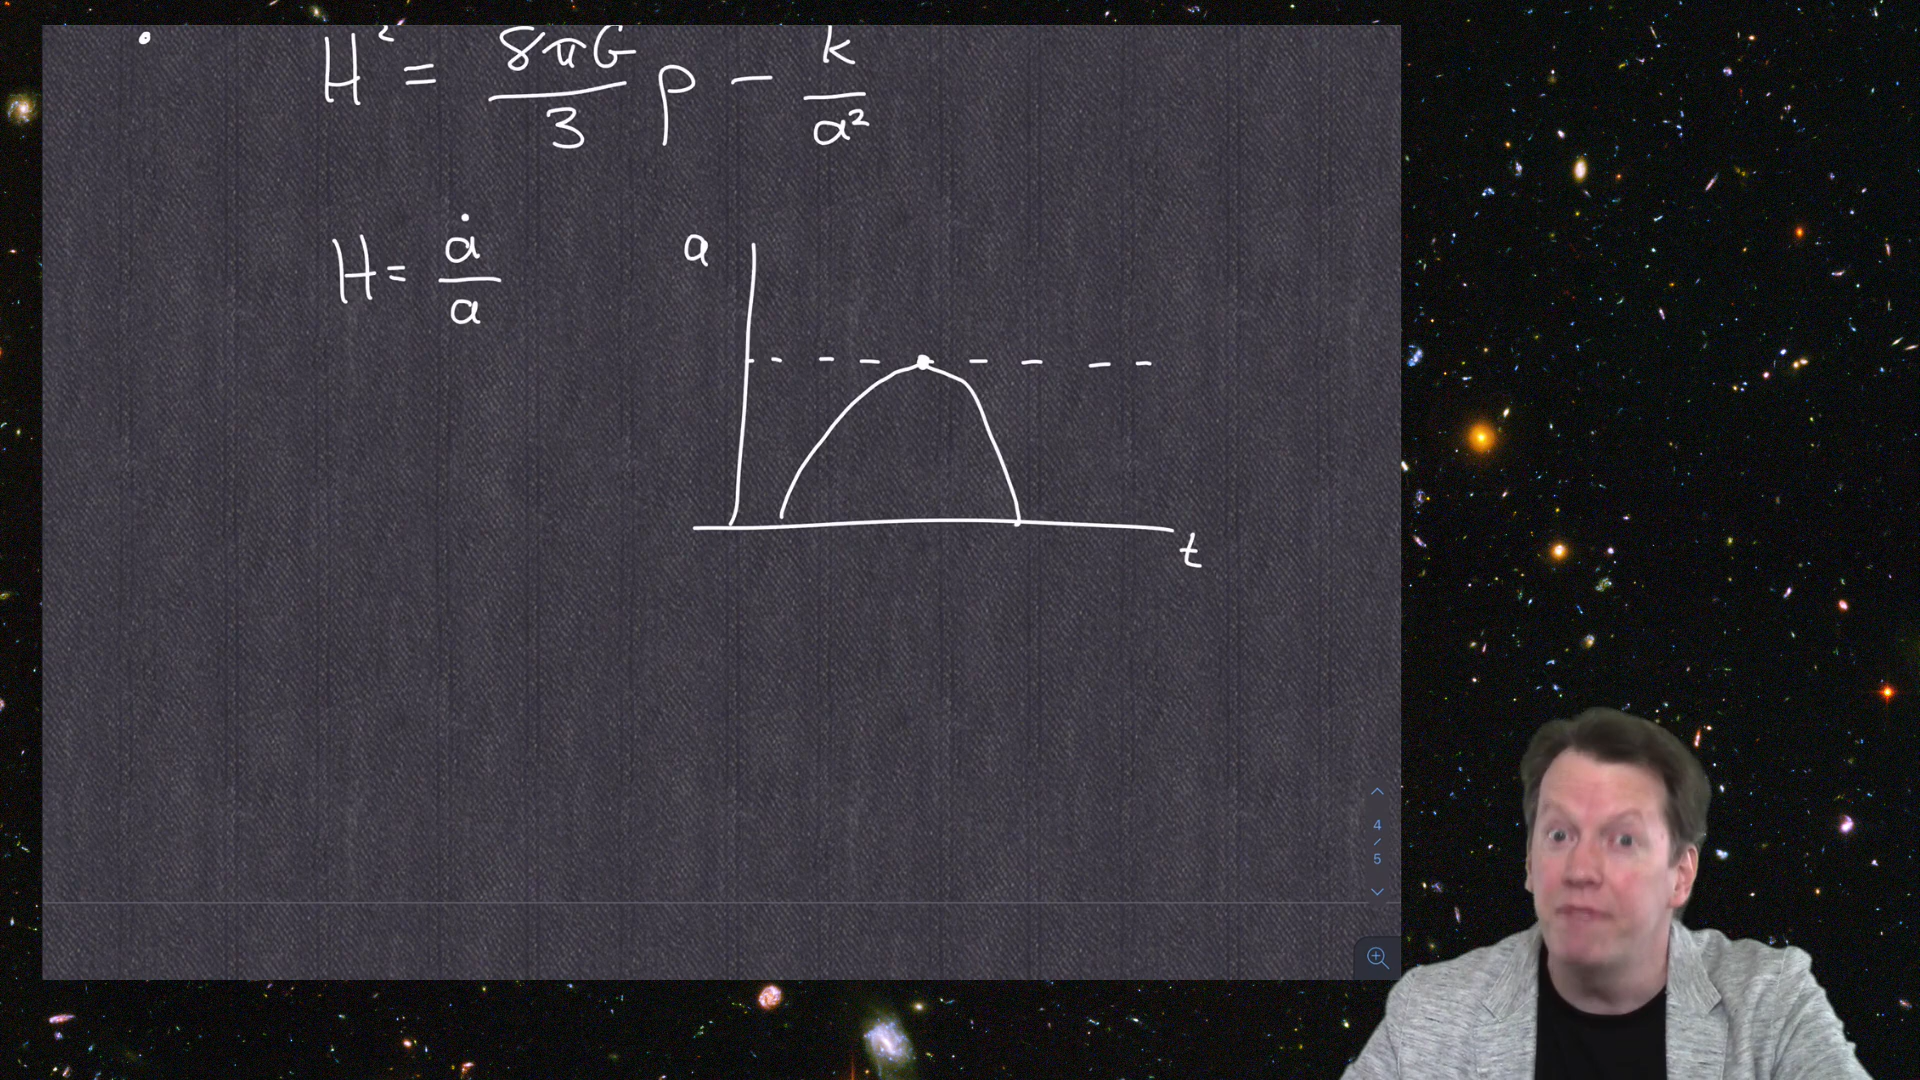 H² = 8πG/3 ρ - k/a²
H = ȧ/a
a
t
4
/
5